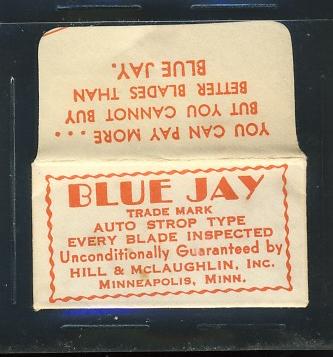 YOU CAN PAY MORE...
BUT YOU CANNOT BUY
BETTER BLADES THAN
BLUE JAY.
BLUE JAY
TRADE MARK
AUTO STROP TYPE
EVERY BLADE INSPECTED
Unconditionally Guaranteed by
HILL & McLAUGHLIN, INC.
MINNEAPOLIS, MINN.